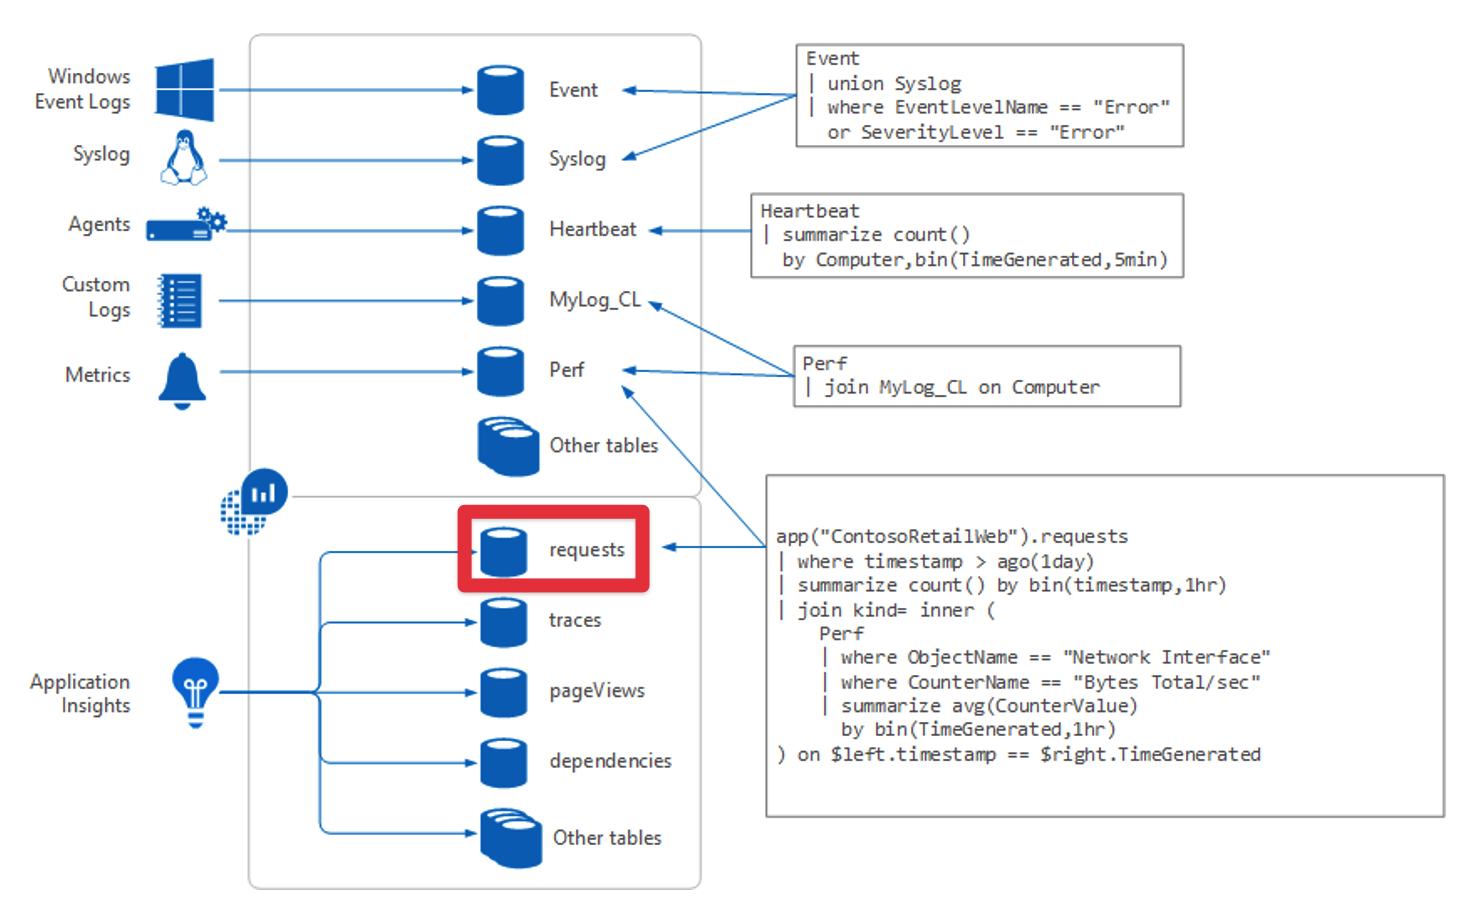 Windows
Event Logs
Syslog
Agents
Custom
Logs
Metrics
Application
Insights
Event
Syslog
Heartbeat
MyLog_CL
Perf
Other tables
requests
traces
pageViews
dependencies
Other tables
Event
| union Syslog
| where EventLevelName == "Error"
or SeverityLevel == "Error"
Heartbeat
| summarize count()
by Computer,bin(TimeGenerated,5min)
Perf
| join MyLog_CL on Computer
app("ContosoRetailWeb").requests
| where timestamp > ago(1day)
| summarize count() by bin(timestamp,1hr)
| join kind= inner (
Perf
| where ObjectName == "Network Interface"
| where CounterName == "Bytes Total/sec"
| summarize avg(CounterValue)
by bin(TimeGenerated,1hr)
) on $left.timestamp == $right.TimeGenerated